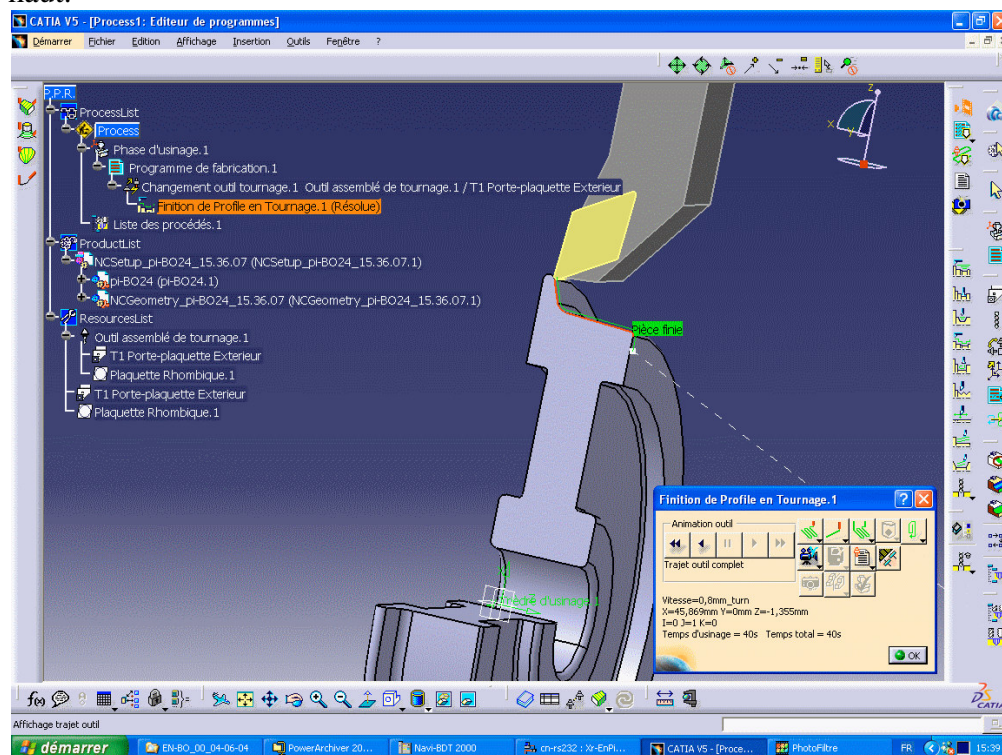 haut.
CATIA V5 - [Process1: Editeur de programmes]
Démarrer Fichier Edition Affichage Insertion Outils Fenêtre ?
P.P.R.
ProcessList
Process
Phase d'usinage.1
Programme de fabrication.1
Changement outil tournage.1 Outil assemblé de tournage.1 / T1 Porte-plaquette Exterieur
Finition de Profile en Tournage.1 (Résolue)
Liste des procédés.1
ProductList
NCSetup_pi-BO24_15.36.07 (NCSetup_pi-BO24_15.36.07.1)
pi-BO24 (pi-BO24.1)
NCGeometry_pi-BO24_15.36.07 (NCGeometry_pi-BO24_15.36.07.1)
ResourcesList
Outil assemblé de tournage.1
T1 Porte-plaquette Exterieur
Plaquette Rhombique.1
T1 Porte-plaquette Exterieur
Plaquette Rhombique.1
z
x
y
Pièce finie
d'usinage.1
Finition de Profile en Tournage.1
Animation outil
Trajet outil complet
Vitesse=0,8mm_turn
X=45,869mm Y=0mm Z=-1,355mm
I=0 J=1 K=0
Temps d'usinage = 40s Temps total = 40s
OK
f(x)
CATIA
Affichage trajet outil
démarrer EN-BO_00_04-06-04 PowerArchiver 20... Navi-BDT 2000 cn-rs232 : Xr-EnPi... CATIA V5 - [Proce... PhotoFiltre FR 15:39